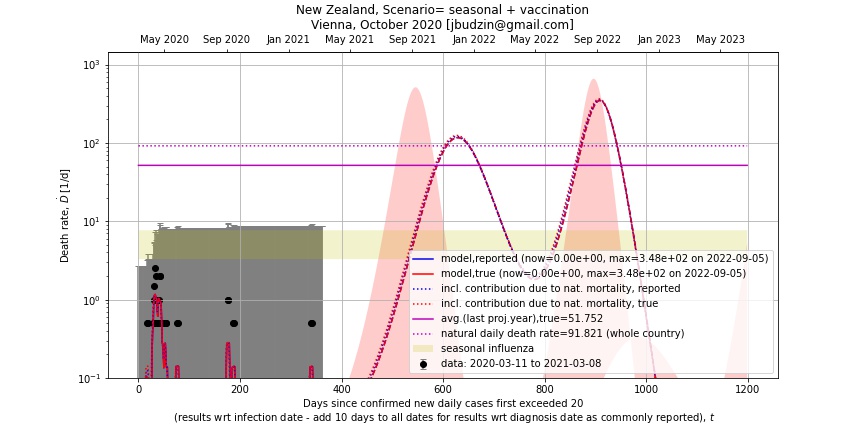 New Zealand, Scenario= seasonal + vaccination
Vienna, October 2020 [jbudzin@gmail.com]
May 2020 Sep 2020 Jan 2021 May 2021 Sep 2021 Jan 2022 May 2022 Sep 2022 Jan 2023 May 2023
10³
10²
10¹
10⁰
10⁻¹
Death rate, Ḋ [1/d]
model,reported (now=0.00e+00, max=3.48e+02 on 2022-09-05)
model,true (now=0.00e+00, max=3.48e+02 on 2022-09-05)
incl. contribution due to nat. mortality, reported
incl. contribution due to nat. mortality, true
avg.(last proj.year),true=51.752
natural daily death rate=91.821 (whole country)
seasonal influenza
data: 2020-03-11 to 2021-03-08
0 200 400 600 800 1000 1200
Days since confirmed new daily cases first exceeded 20
(results wrt infection date - add 10 days to all dates for results wrt diagnosis date as commonly reported), t